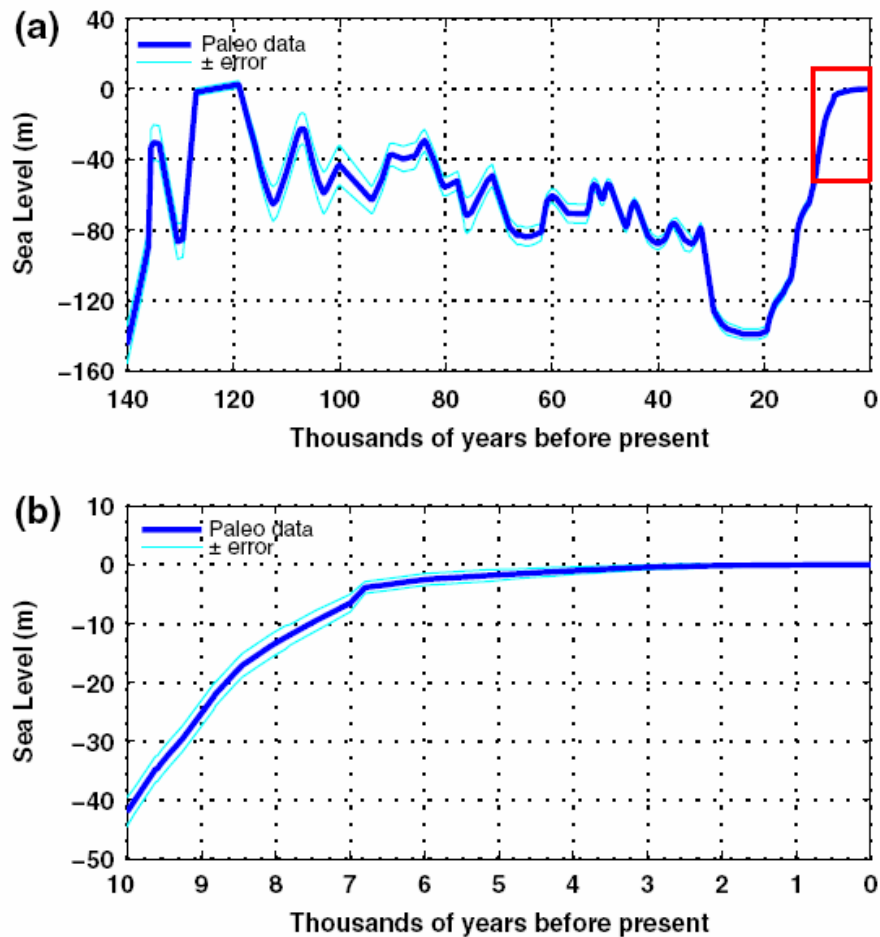 (a)
40
Paleo data
± error
0
−40
−80
−120
−160
Sea Level (m)
140 120 100 80 60 40 20 0
Thousands of years before present
(b)
10
Paleo data
± error
0
−10
−20
−30
−40
−50
Sea Level (m)
10 9 8 7 6 5 4 3 2 1 0
Thousands of years before present